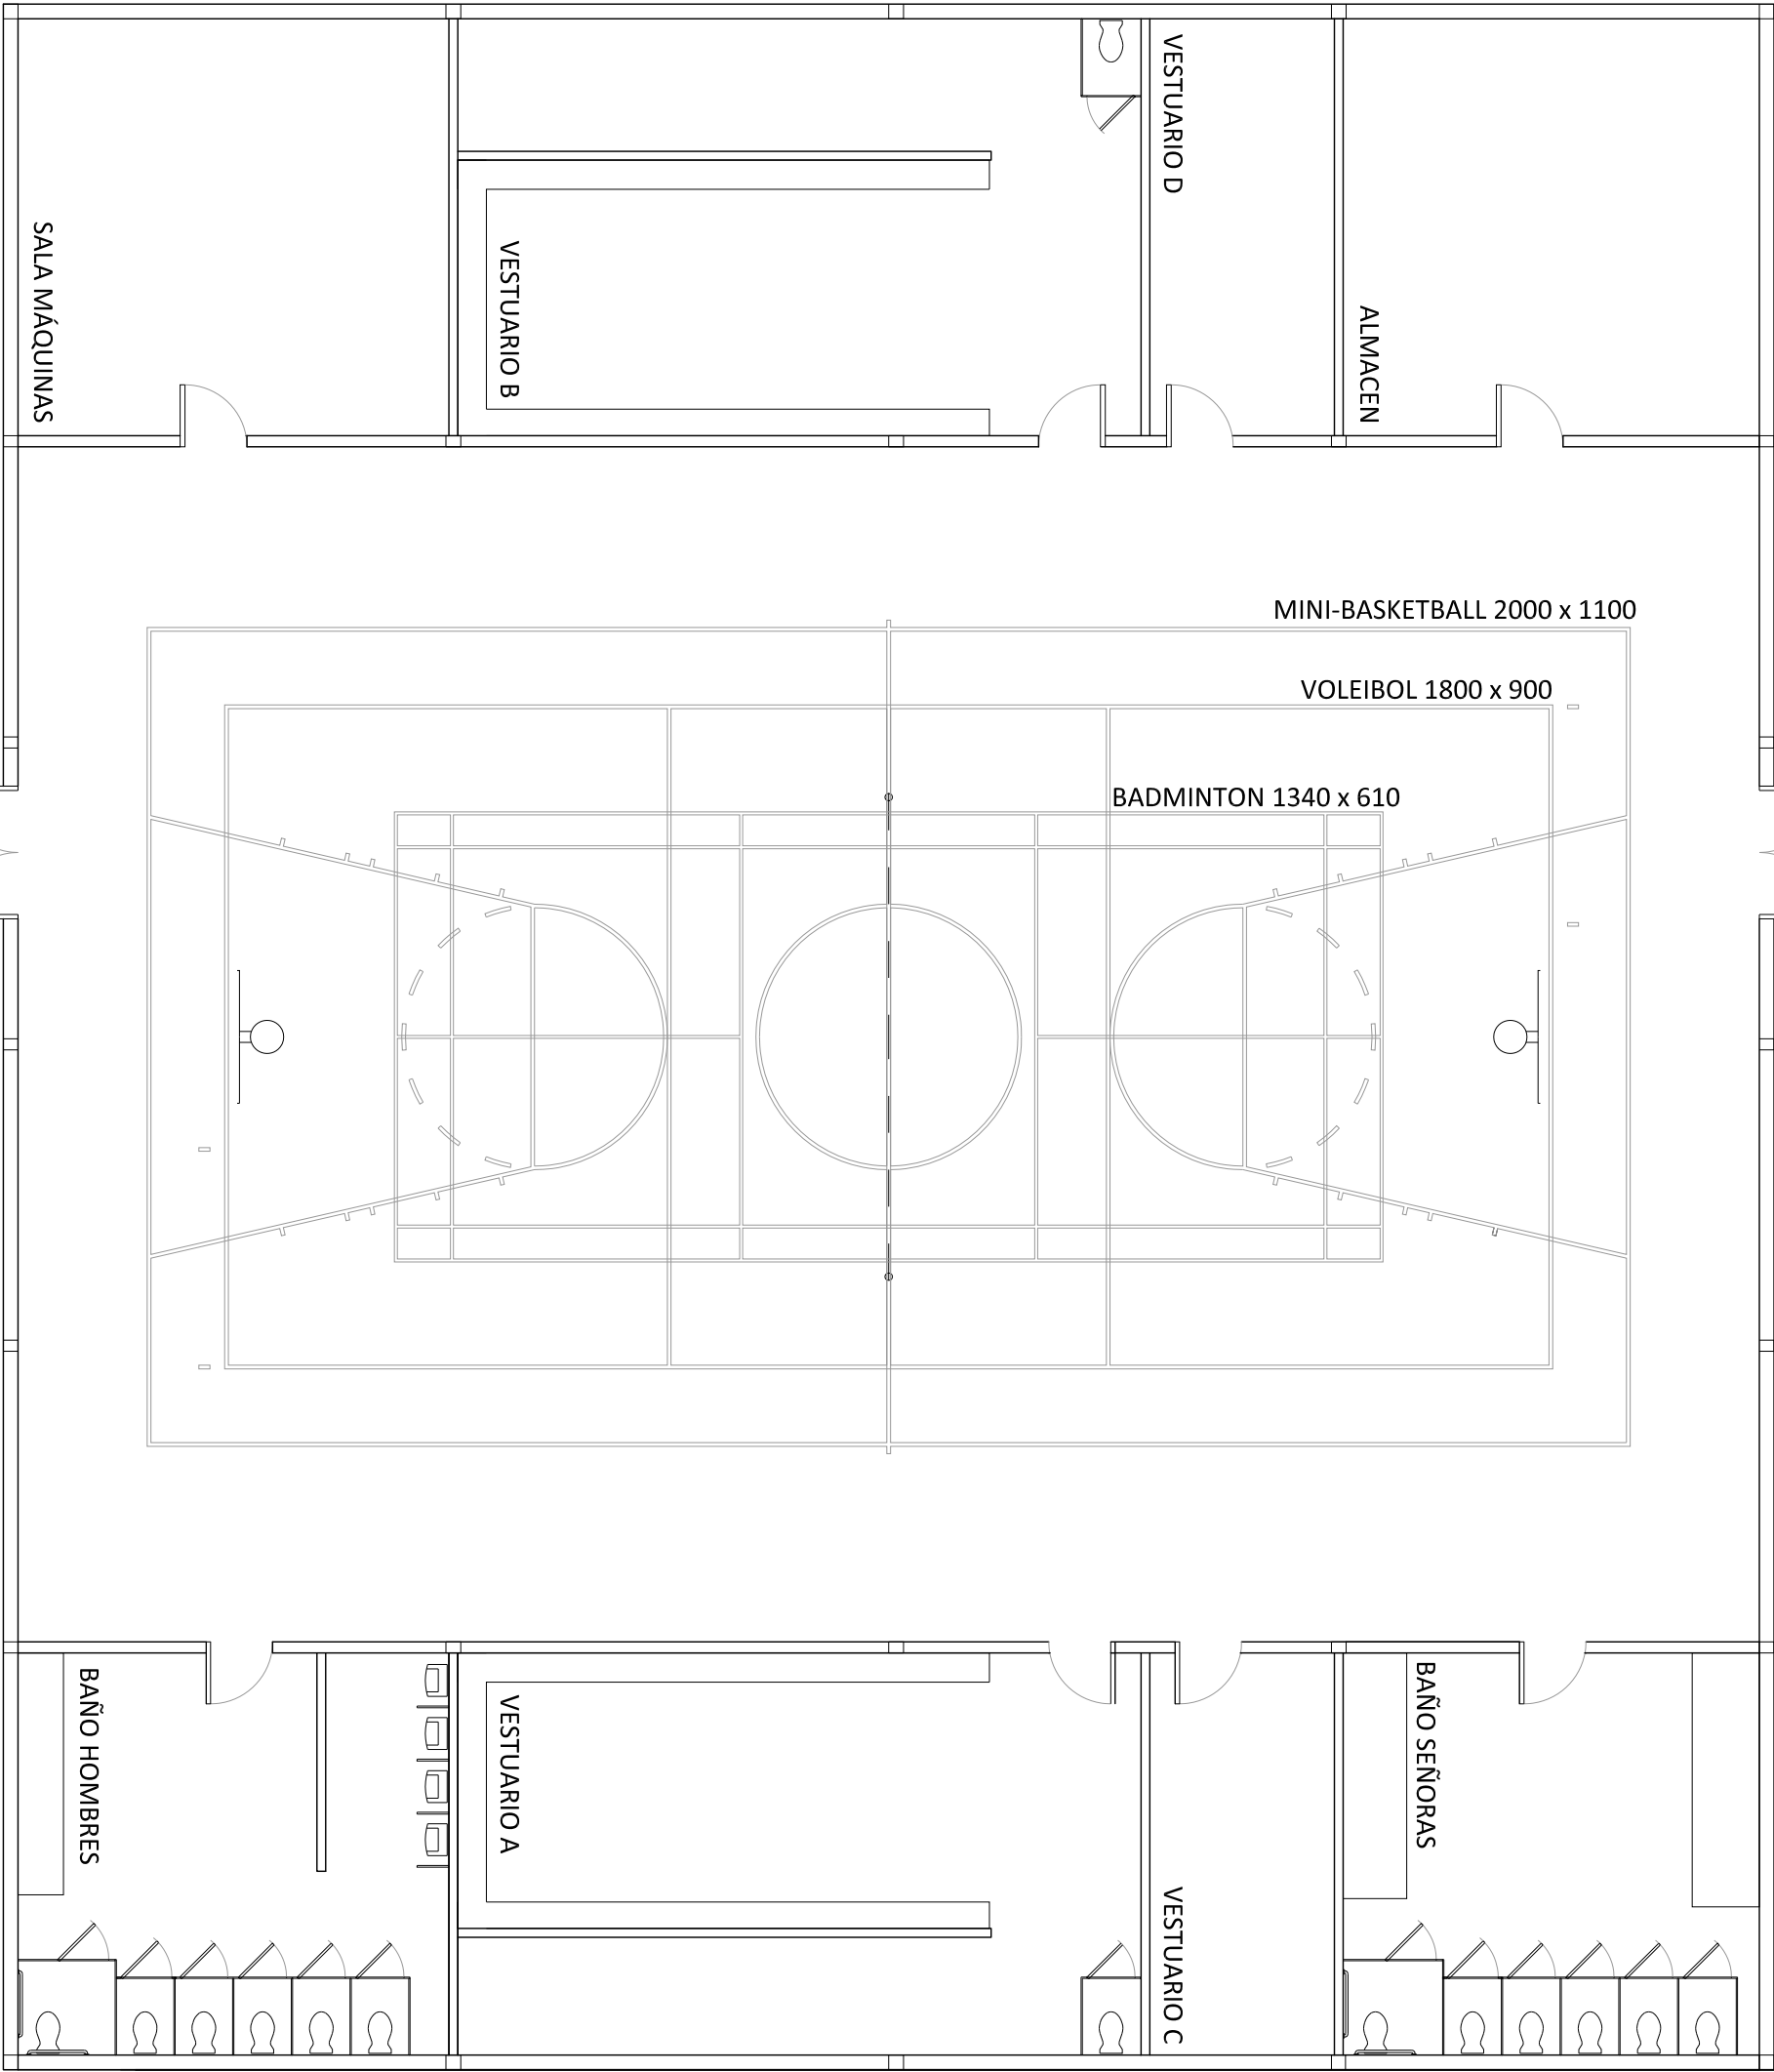 VESTUARIO D
SALA MÁQUINAS
VESTUARIO B
ALMACEN
MINI-BASKETBALL 2000 x 1100
VOLEIBOL 1800 x 900
BADMINTON 1340 x 610
BAÑO HOMBRES
VESTUARIO A
BAÑO SEÑORAS
VESTUARIO C